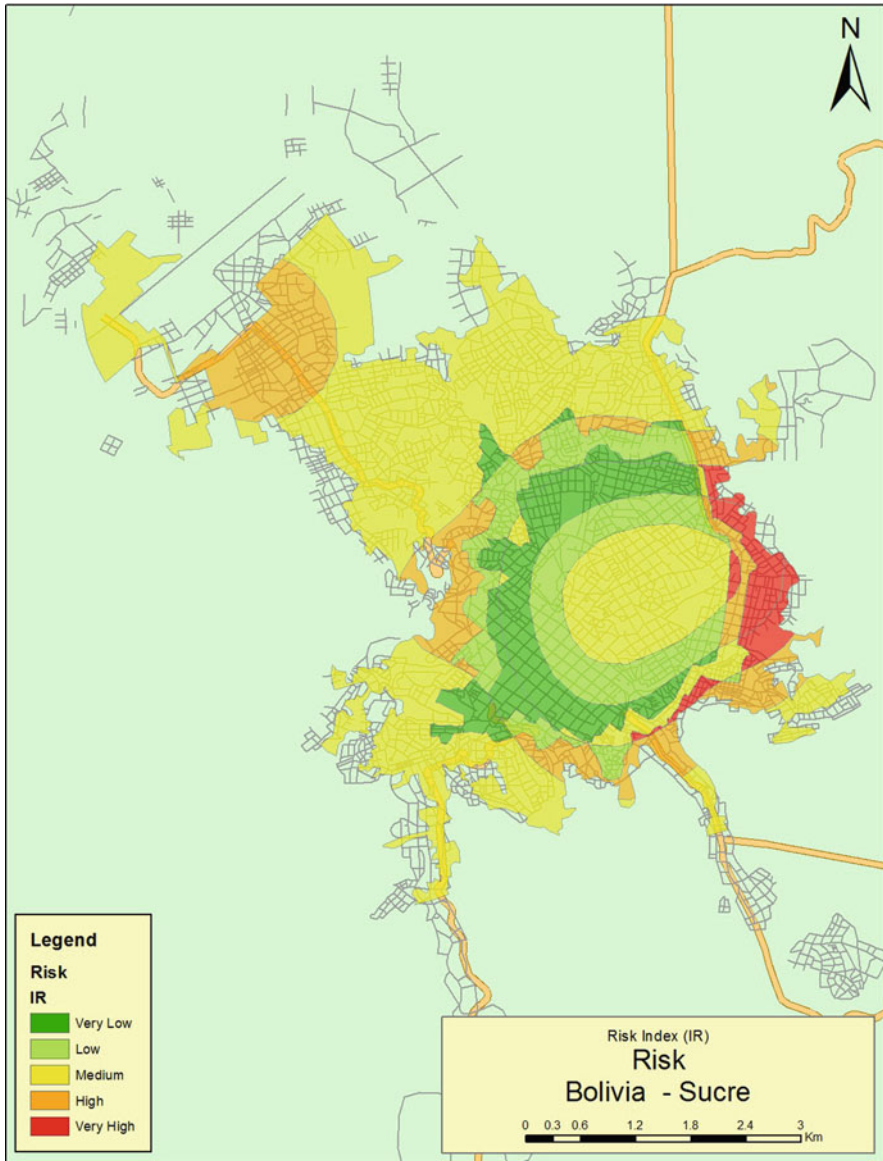 N
Legend
Risk
IR
Very Low
Low
Medium
High
Very High
Risk Index (IR)
Risk
Bolivia - Sucre
0 0.3 0.6 1.2 1.8 2.4 3
Km